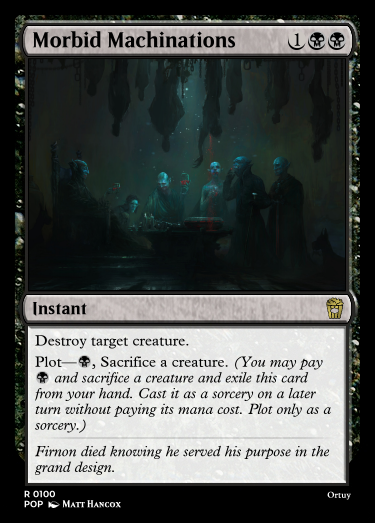 Morbid Machinations 1
Instant
Destroy target creature.
Plot—, Sacrifice a creature. (You may pay
and sacrifice a creature and exile this card
from your hand. Cast it as a sorcery on a later
turn without paying its mana cost. Plot only as a
sorcery.)
Firnon died knowing he served his purpose in the
grand design.
R 0100
Ortuy
POP Matt Hancox